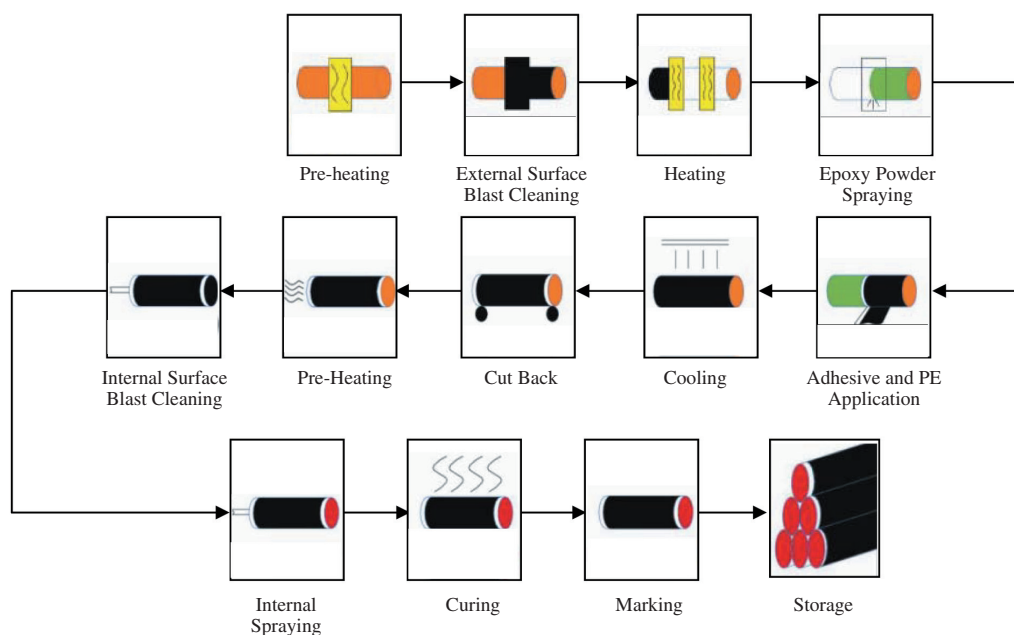 Pre-heating
External Surface
Blast Cleaning
Heating
Epoxy Powder
Spraying
Internal Surface
Blast Cleaning
Pre-Heating
Cut Back
Cooling
Adhesive and PE
Application
Internal
Spraying
Curing
Marking
Storage